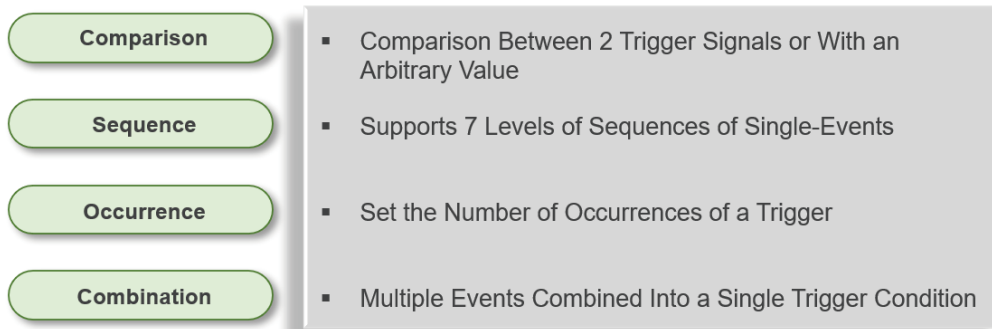 Comparison
▪ Comparison Between 2 Trigger Signals or With an
Arbitrary Value
Sequence
▪ Supports 7 Levels of Sequences of Single-Events
Occurrence
▪ Set the Number of Occurrences of a Trigger
Combination
▪ Multiple Events Combined Into a Single Trigger Condition